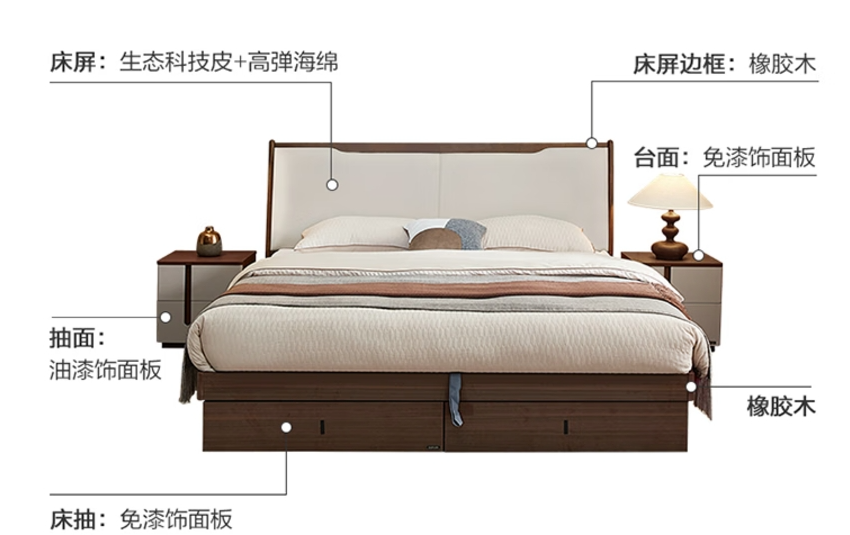 床屏：生态科技皮+高弹海绵
床屏边框：橡胶木
台面：免漆饰面板
抽面：
油漆饰面板
橡胶木
床抽：免漆饰面板